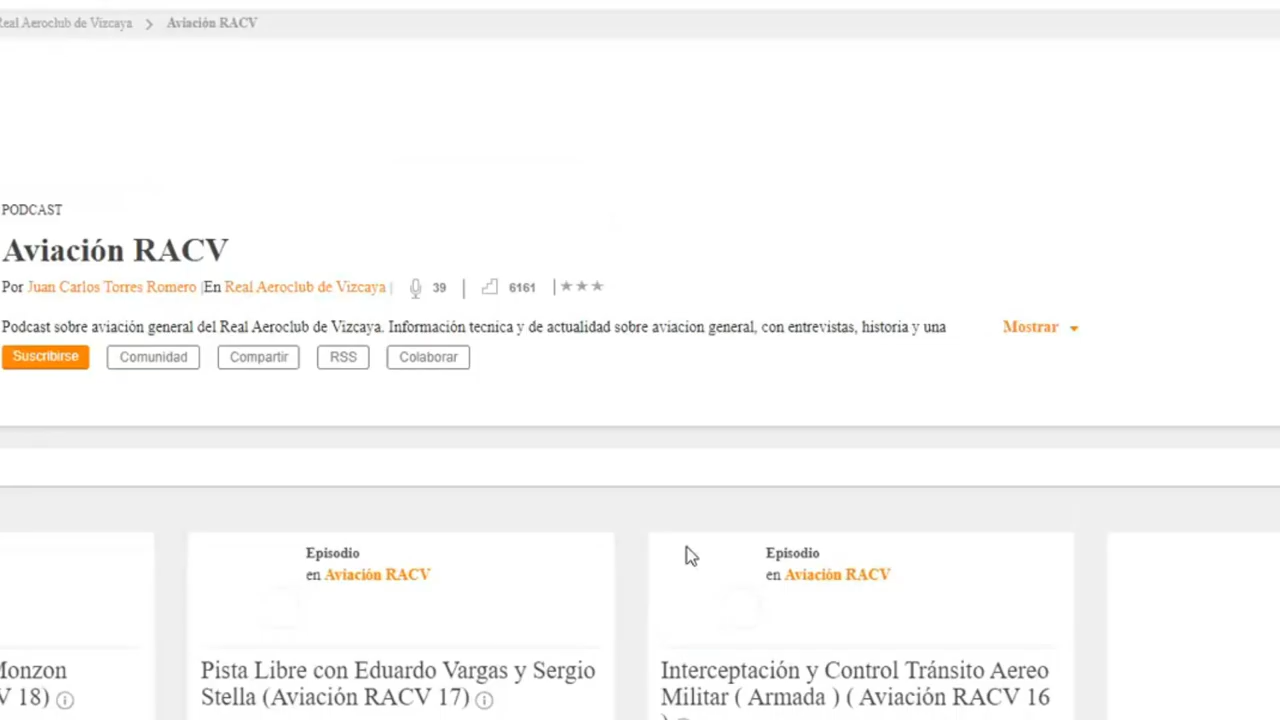 Real Aeroclub de Vizcaya > Aviación RACV
PODCAST
Aviación RACV
Por Juan Carlos Torres Romero |En Real Aeroclub de Vizcaya | 39 | 6161 | ★★★
Podcast sobre aviación general del Real Aeroclub de Vizcaya. Información tecnica y de actualidad sobre aviacion general, con entrevistas, historia y una Mostrar
Suscribirse Comunidad Compartir RSS Colaborar
Monzon
V 18)
Episodio
en Aviación RACV
Pista Libre con Eduardo Vargas y Sergio
Stella (Aviación RACV 17)
Episodio
en Aviación RACV
Interceptación y Control Tránsito Aereo
Militar ( Armada ) ( Aviación RACV 16
)